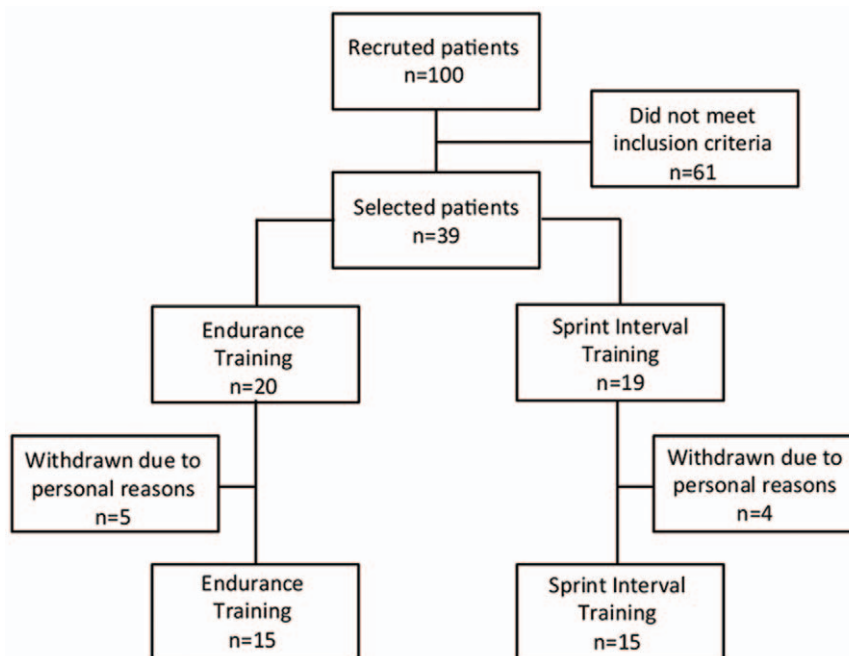 Recruted patients
n=100
Did not meet
inclusion criteria
n=61
Selected patients
n=39
Endurance
Training
n=20
Sprint Interval
Training
n=19
Withdrawn due to
personal reasons
n=5
Withdrawn due to
personal reasons
n=4
Endurance
Training
n=15
Sprint Interval
Training
n=15